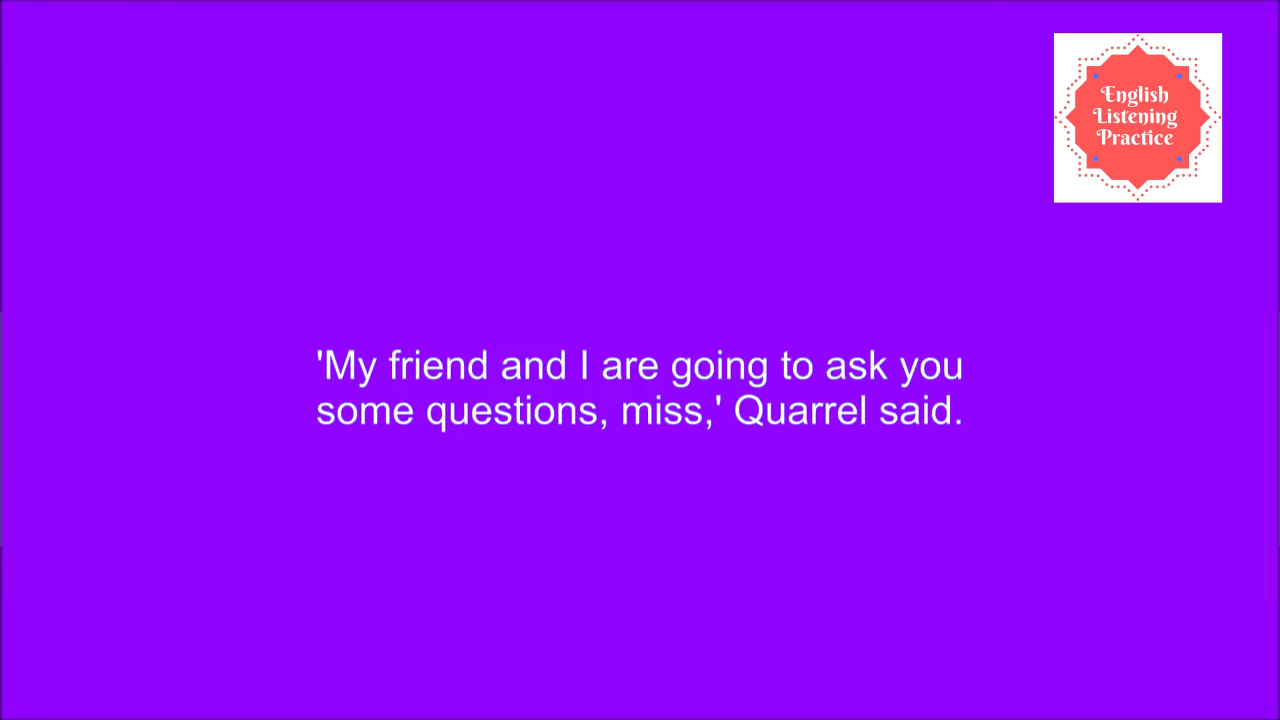 English
Listening
Practice
'My friend and I are going to ask you
some questions, miss,' Quarrel said.